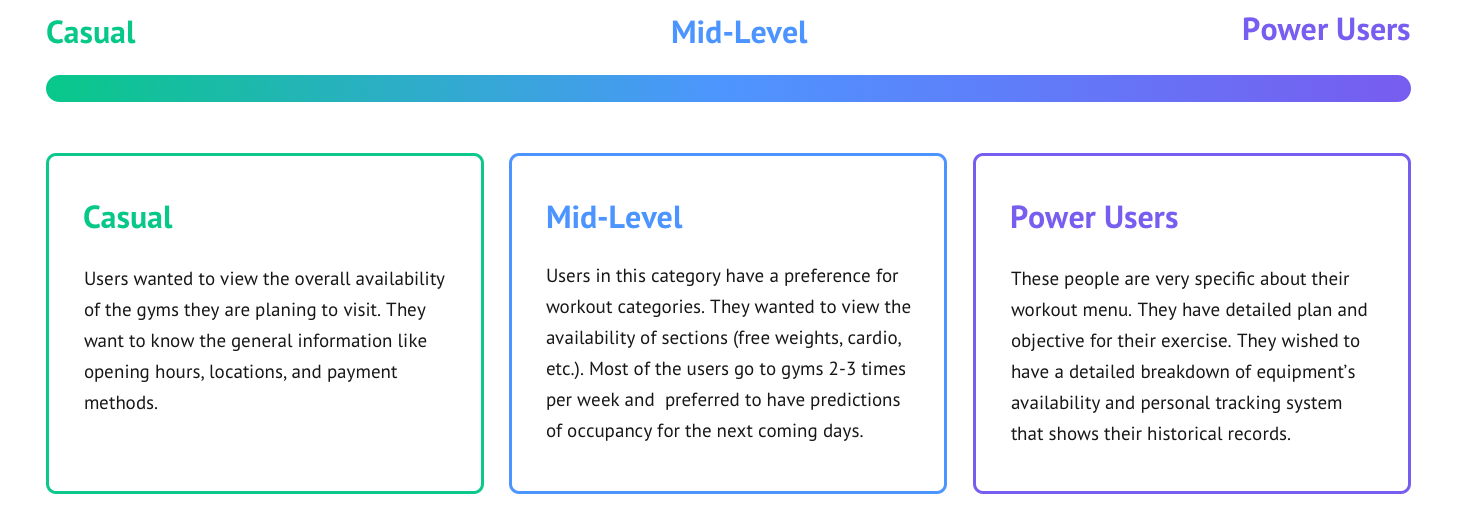 Casual
Mid-Level
Power Users
Casual
Users wanted to view the overall availability
of the gyms they are planing to visit. They
want to know the general information like
opening hours, locations, and payment
methods.
Mid-Level
Users in this category have a preference for
workout categories. They wanted to view the
availability of sections (free weights, cardio,
etc.). Most of the users go to gyms 2-3 times
per week and  preferred to have predictions
of occupancy for the next coming days.
Power Users
These people are very specific about their
workout menu. They have detailed plan and
objective for their exercise. They wished to
have a detailed breakdown of equipment’s
availability and personal tracking system
that shows their historical records.